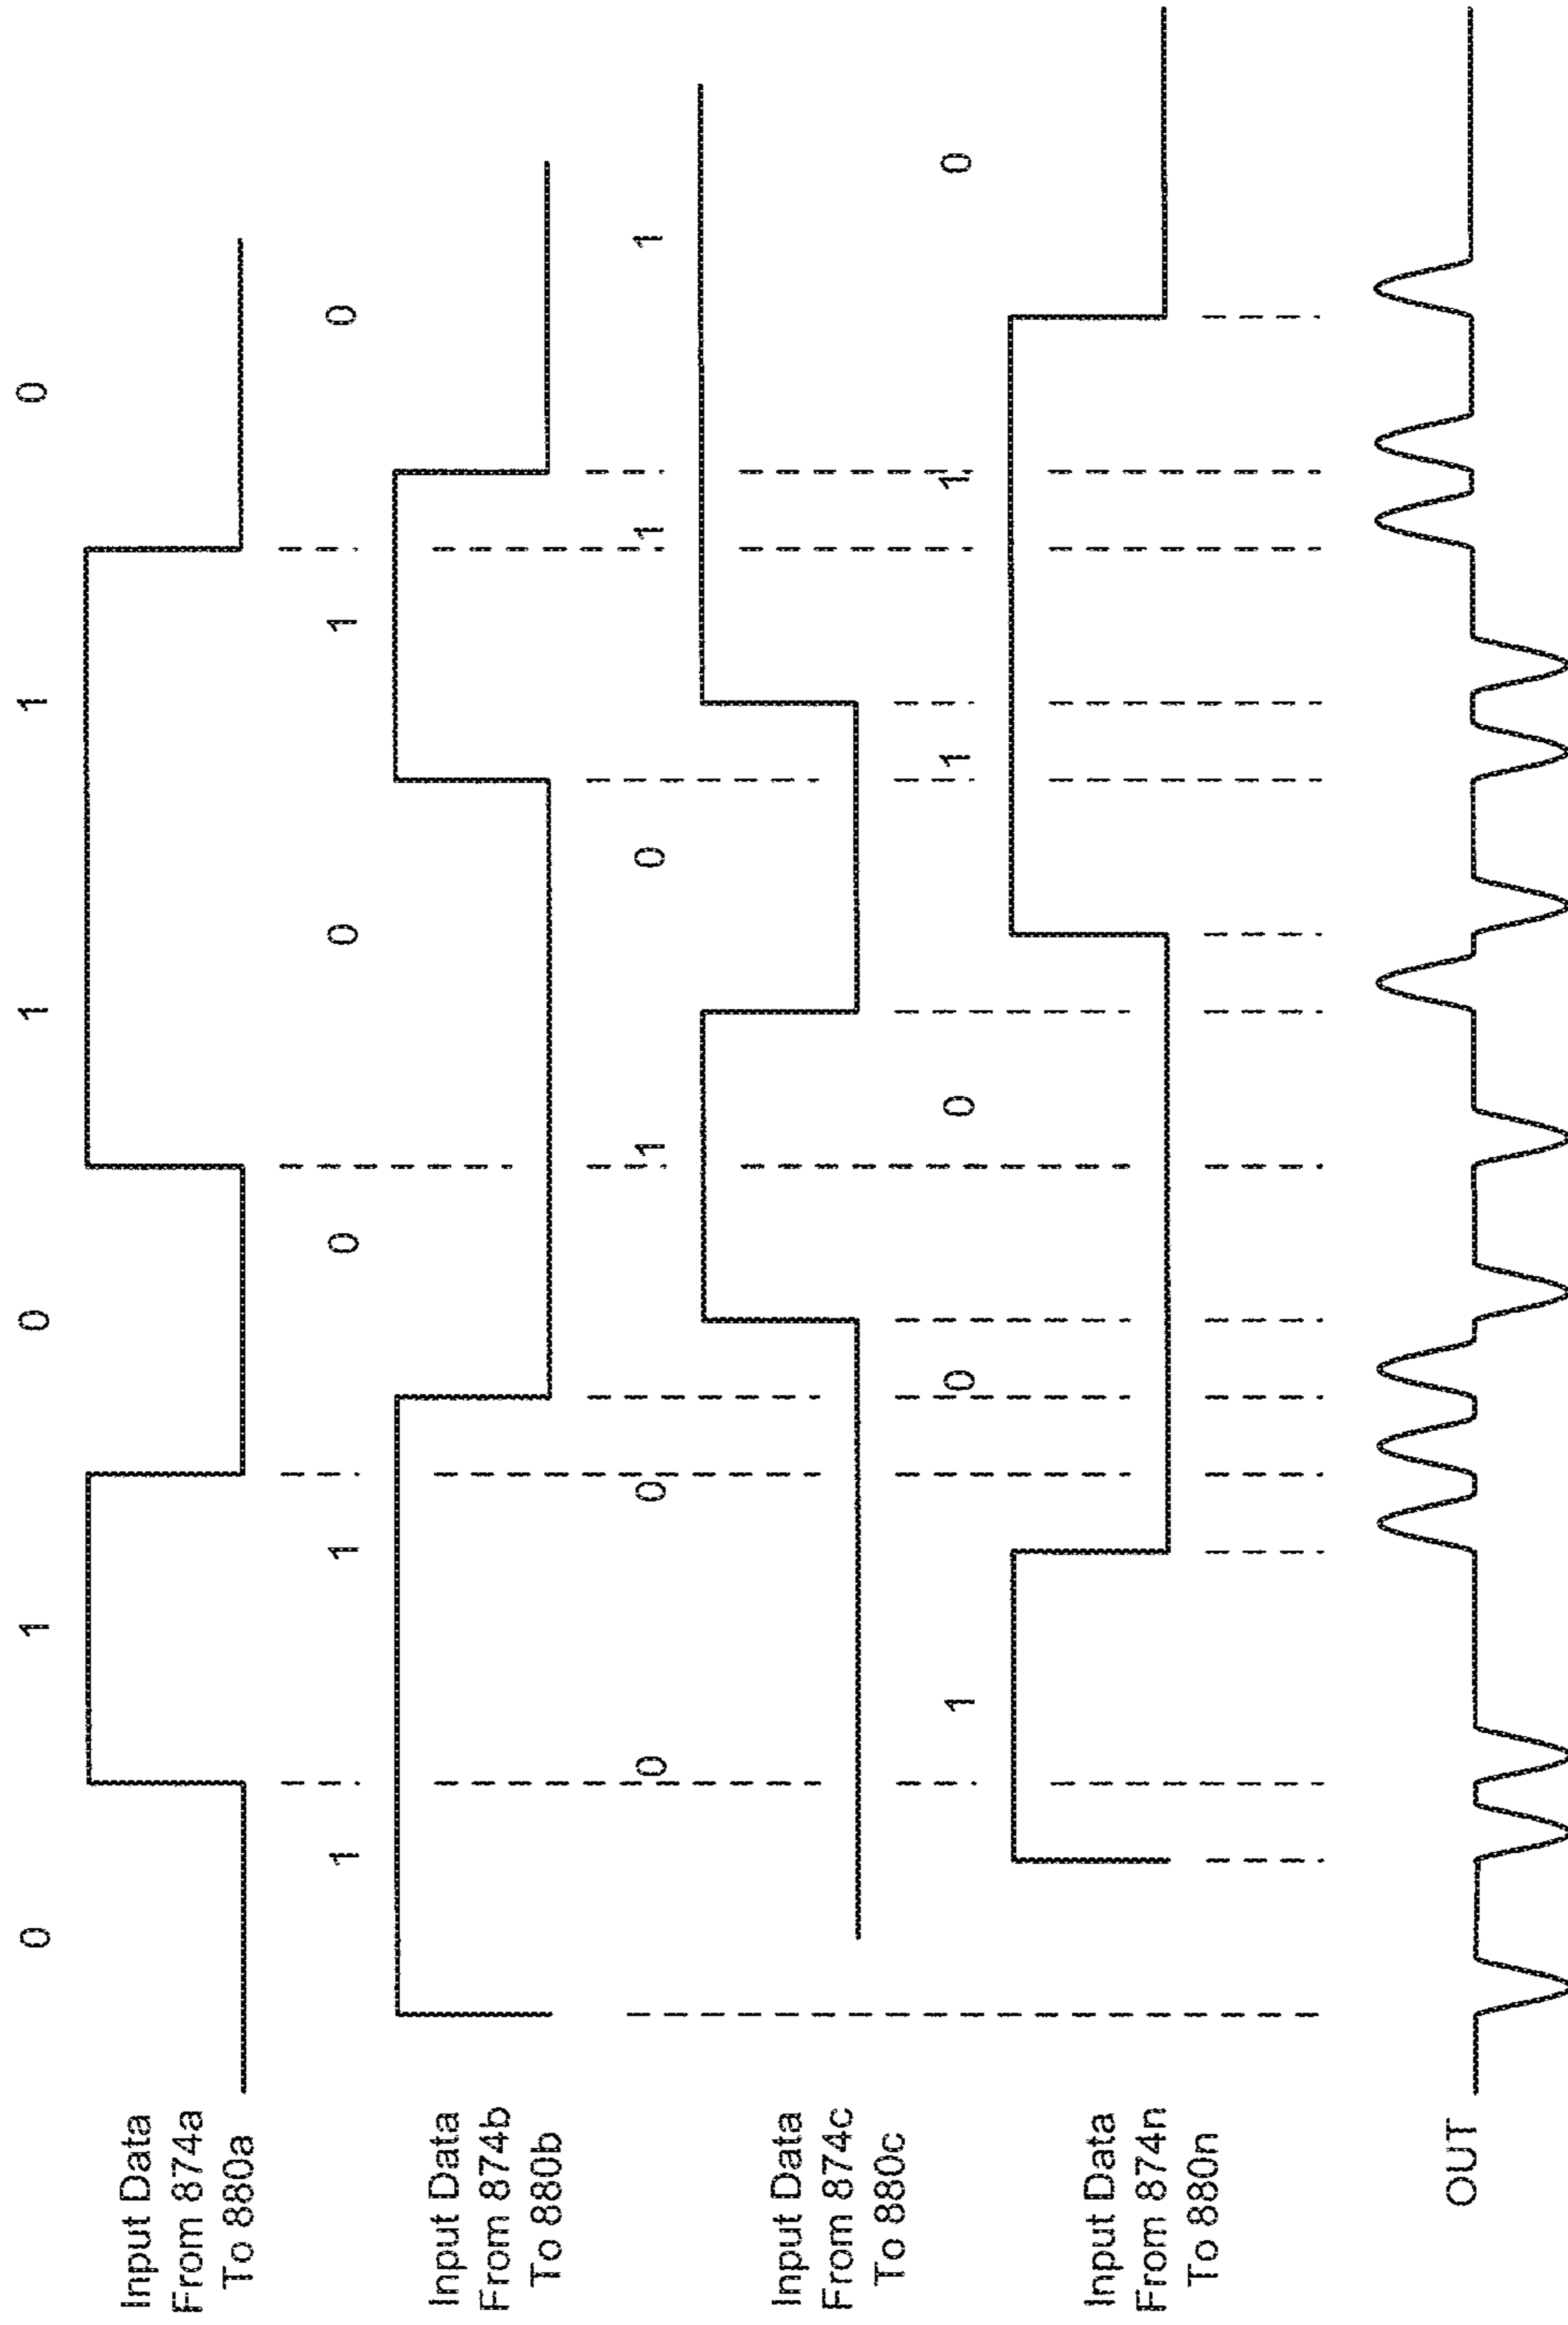 0 1 0 1 1 0
Input Data
From 874a
To 880a
1 1 0 0 1 0
Input Data
From 874b
To 880b
0 0 1 0 1 1
Input Data
From 874c
To 880c
1 0 0 1 1 0
Input Data
From 874n
To 880n
OUT